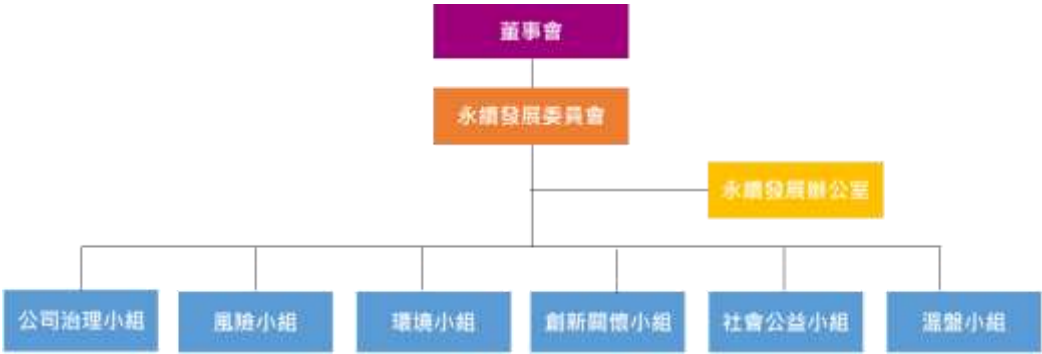 董事會
永續發展委員會
永續發展辦公室
公司治理小組
風險小組
環境小組
創新關懷小組
社會公益小組
溫盤小組